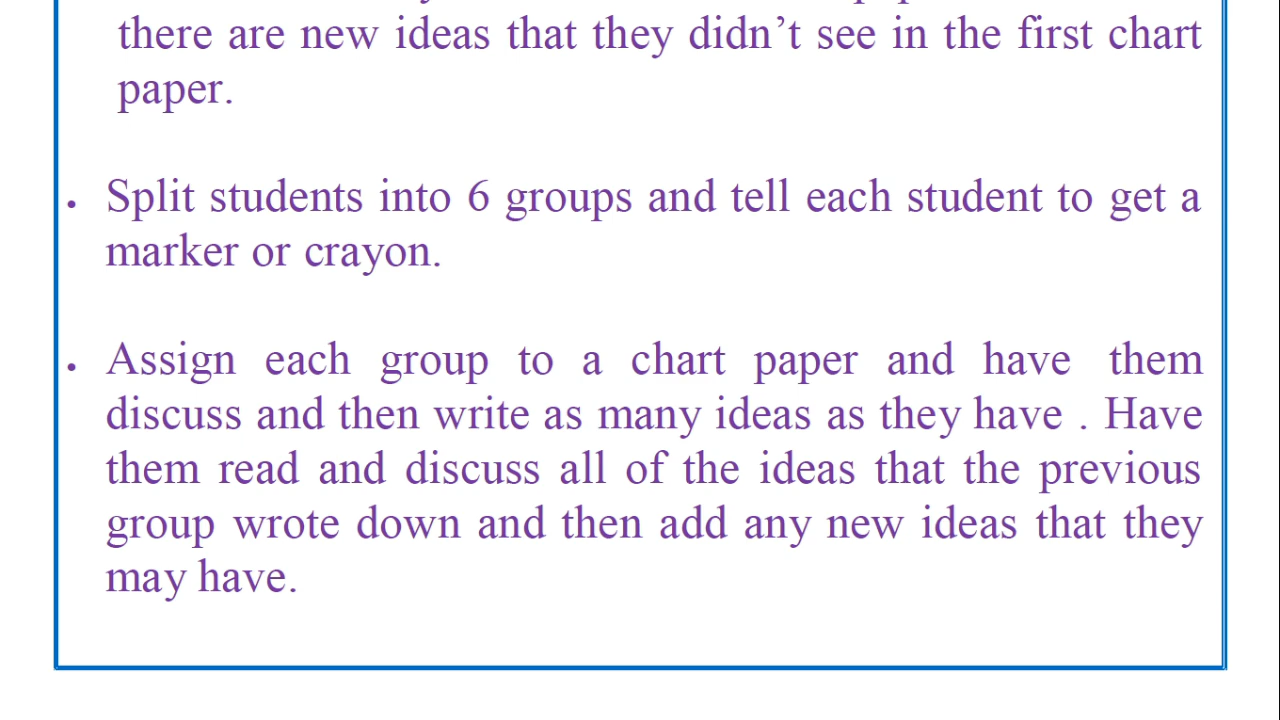 there are new ideas that they didn’t see in the first chart
paper.
• Split students into 6 groups and tell each student to get a
marker or crayon.
• Assign each group to a chart paper and have them
discuss and then write as many ideas as they have . Have
them read and discuss all of the ideas that the previous
group wrote down and then add any new ideas that they
may have.